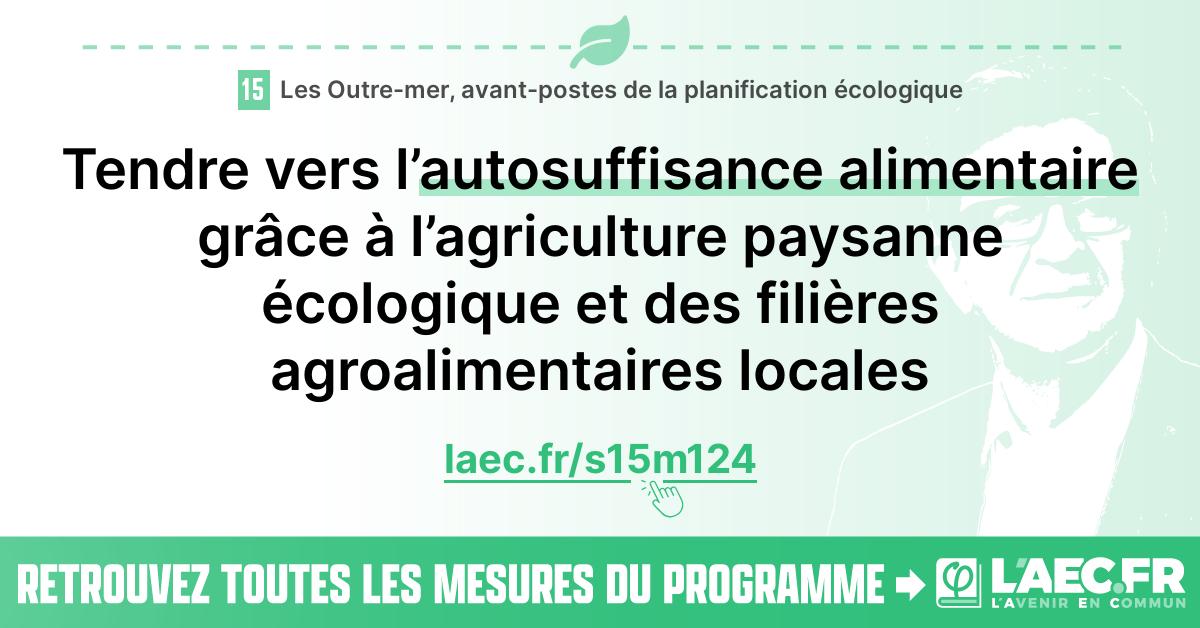 15 Les Outre-mer, avant-postes de la planification écologique
Tendre vers l’autosuffisance alimentaire
grâce à l’agriculture paysanne
écologique et des filières
agroalimentaires locales
laec.fr/s15m124
RETROUVEZ TOUTES LES MESURES DU PROGRAMME → φ L'AEC.FR
L'AVENIR EN COMMUN